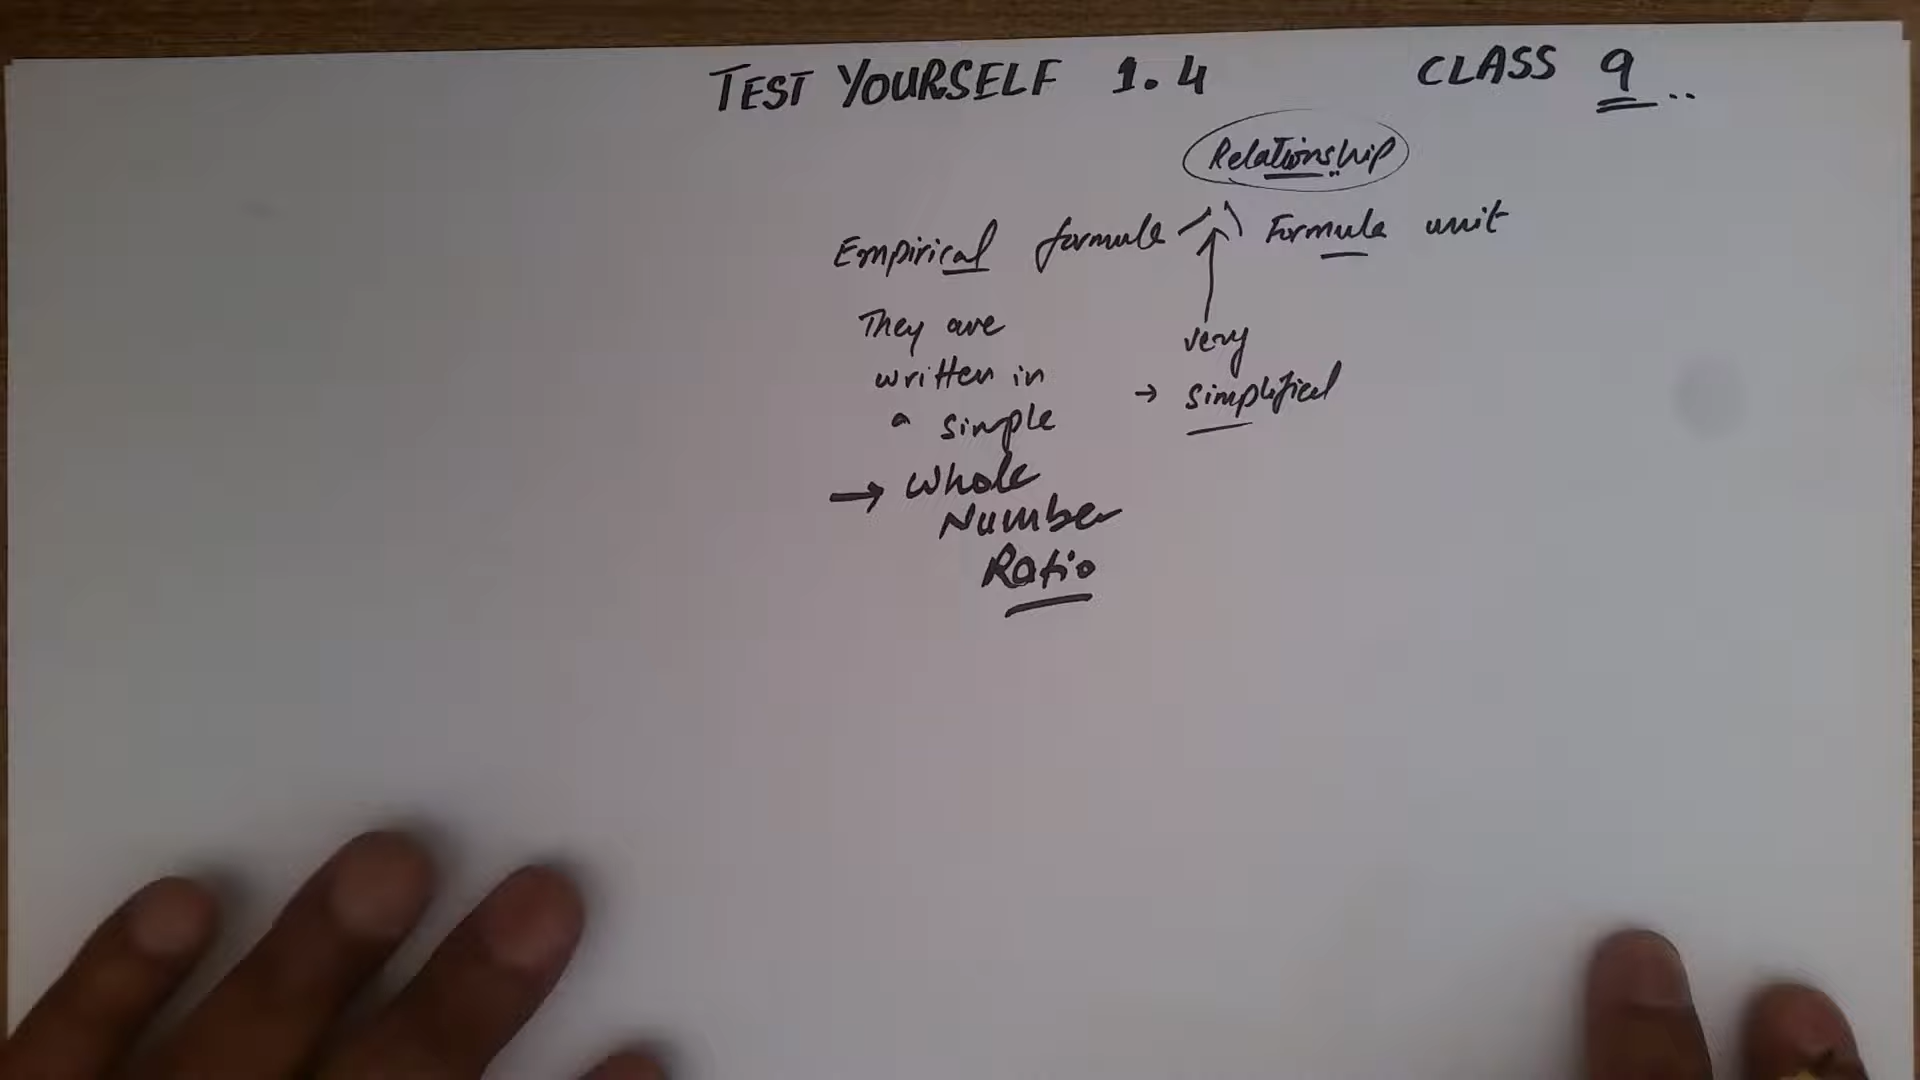 TEST YOURSELF 1.4 CLASS 9..
Relationship
Empirical formula Formula unit
They are
written in
a simple
→ Whole
Number
Ratio
very
→ simplified